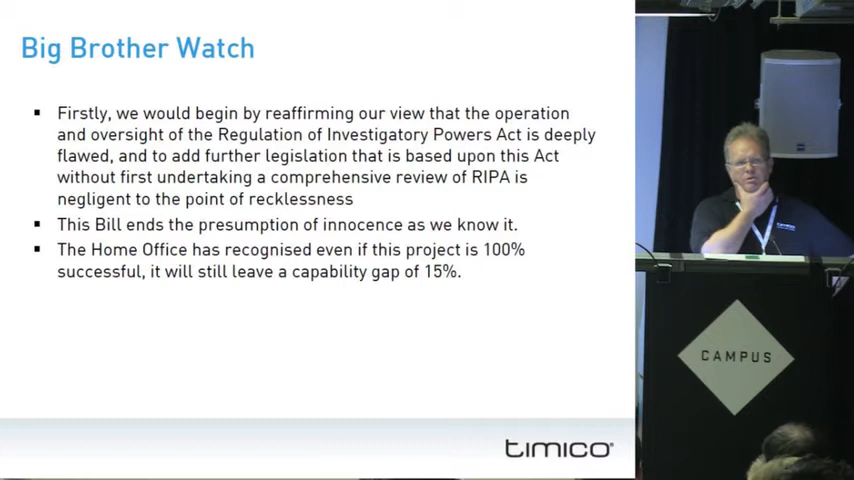 Big Brother Watch
▪ Firstly, we would begin by reaffirming our view that the operation
and oversight of the Regulation of Investigatory Powers Act is deeply
flawed, and to add further legislation that is based upon this Act
without first undertaking a comprehensive review of RIPA is
negligent to the point of recklessness
▪ This Bill ends the presumption of innocence as we know it.
▪ The Home Office has recognised even if this project is 100%
successful, it will still leave a capability gap of 15%.
timico
timico
CAMPUS